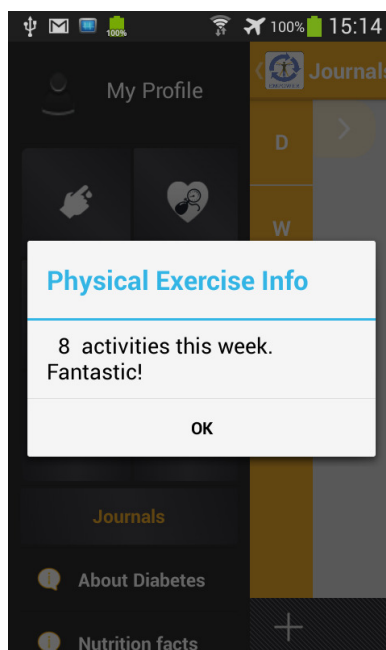 100%
100% 15:14
My Profile
Journals
D
W
Physical Exercise Info
8 activities this week.
Fantastic!
OK
Journals
About Diabetes
Nutrition facts